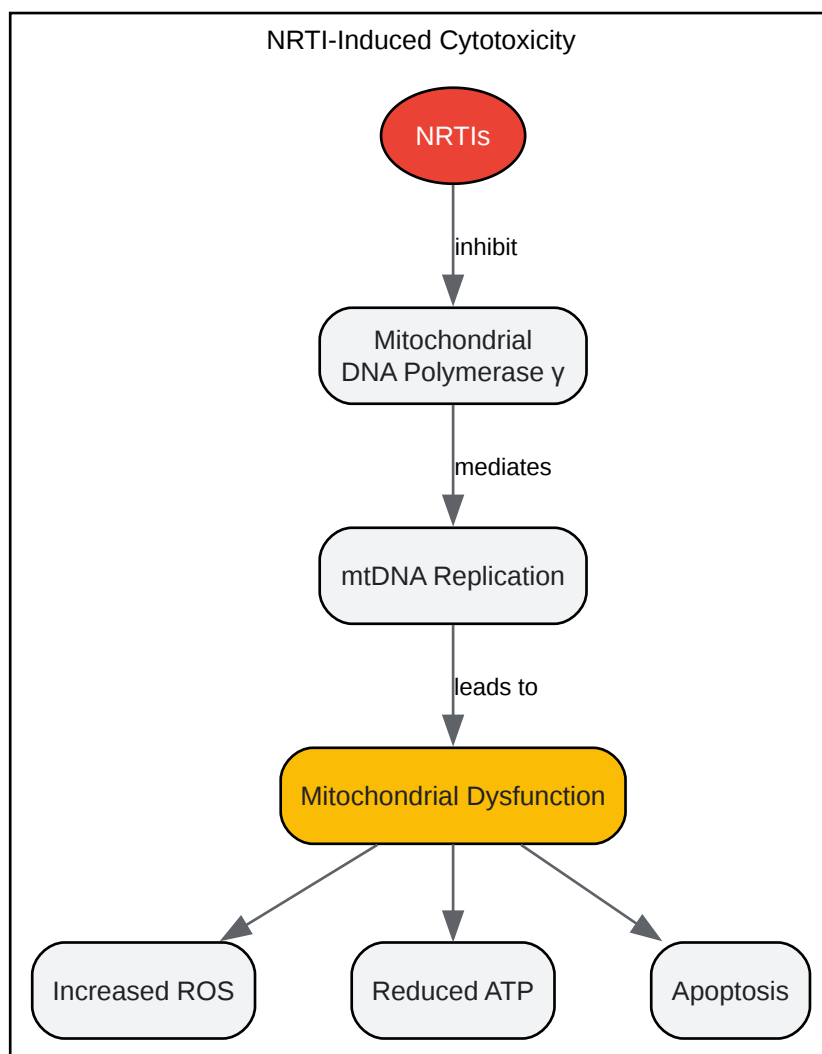 NRTI-Induced Cytotoxicity
NRTIs
inhibit
Mitochondrial
DNA Polymerase γ
mediates
mtDNA Replication
leads to
Mitochondrial Dysfunction
Increased ROS
Reduced ATP
Apoptosis